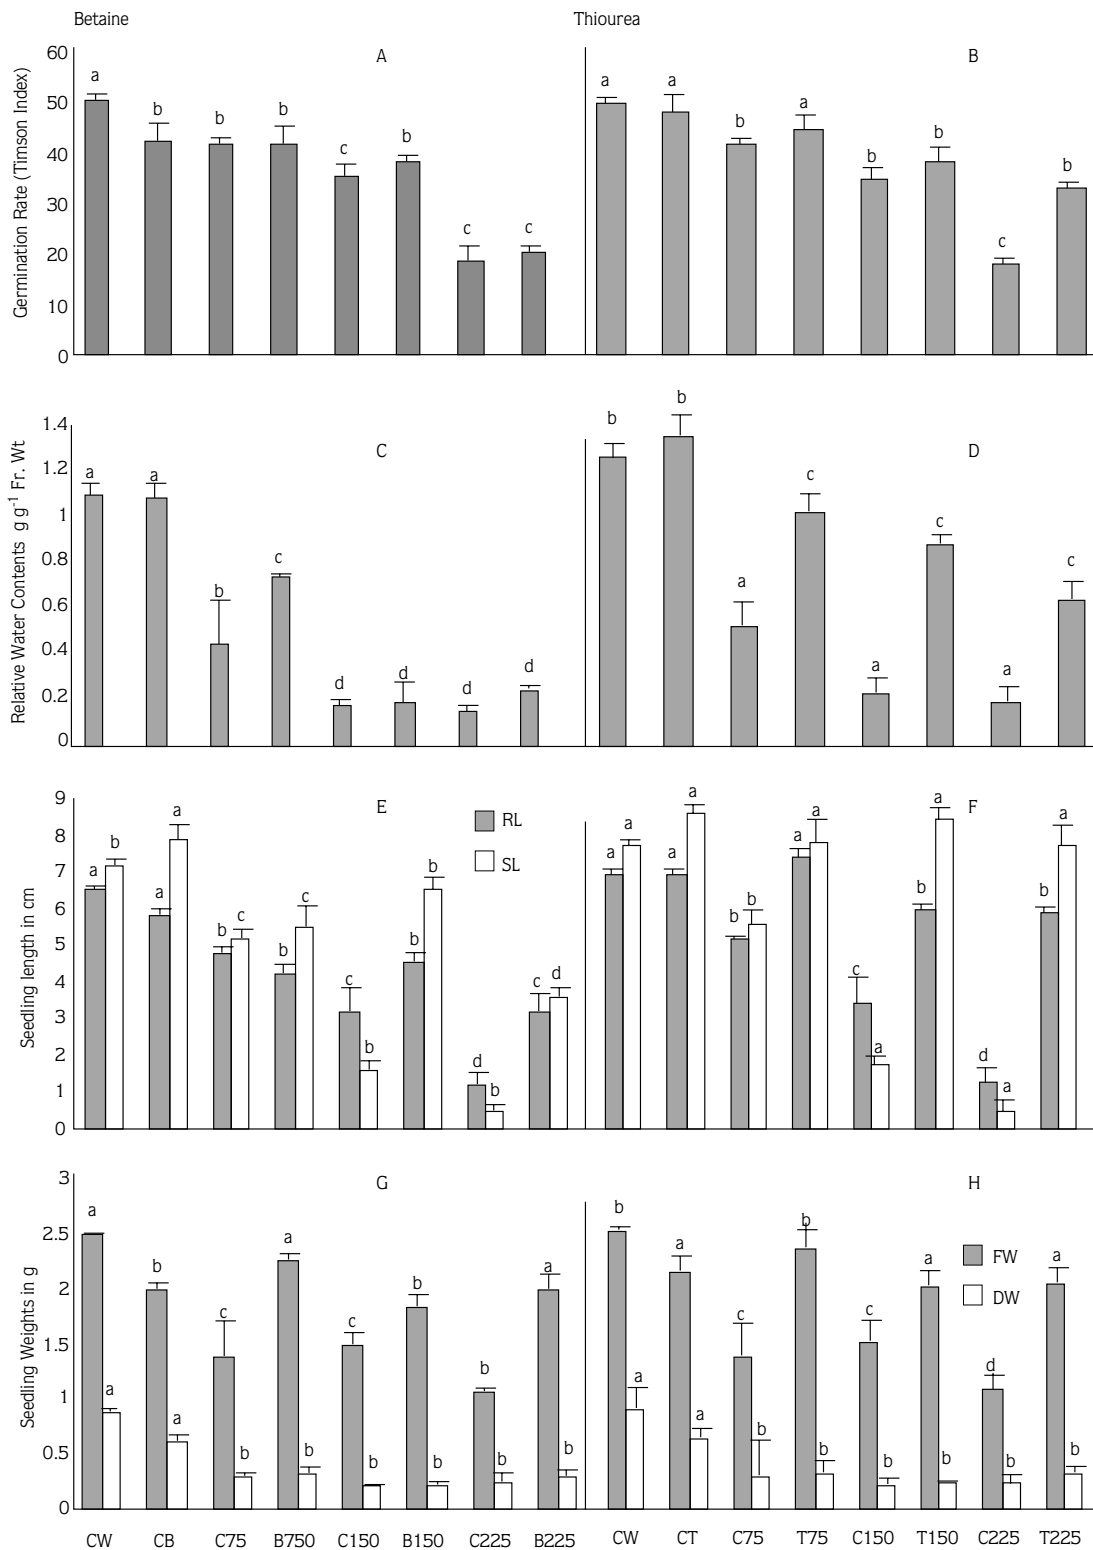 Betaine Thiourea
Germination Rate (Timson Index)
60
50
40
30
20
10
0
A
a b b b c b c c
B
a a b a b b c b
Relative Water Contents g g-1 Fr. Wt
1.4
1.2
1
0.8
0.6
0.4
0.2
0
C
a a b c d d d d
D
b b a c a c a c
Seedling length in cm
9
8
7
6
5
4
3
2
1
0
E
RL
SL
a b a a b c b c c b b b d b c d
F
a a a a b b a a c a b a d a b a
Seedling Weights in g
3
2.5
2
1.5
1
0.5
0
G
a a b a c b a b c b b b b b a b
H
FW
DW
b a a a c b b b c b a b d b a b
CW CB C75 B750 C150 B150 C225 B225 CW CT C75 T75 C150 T150 C225 T225